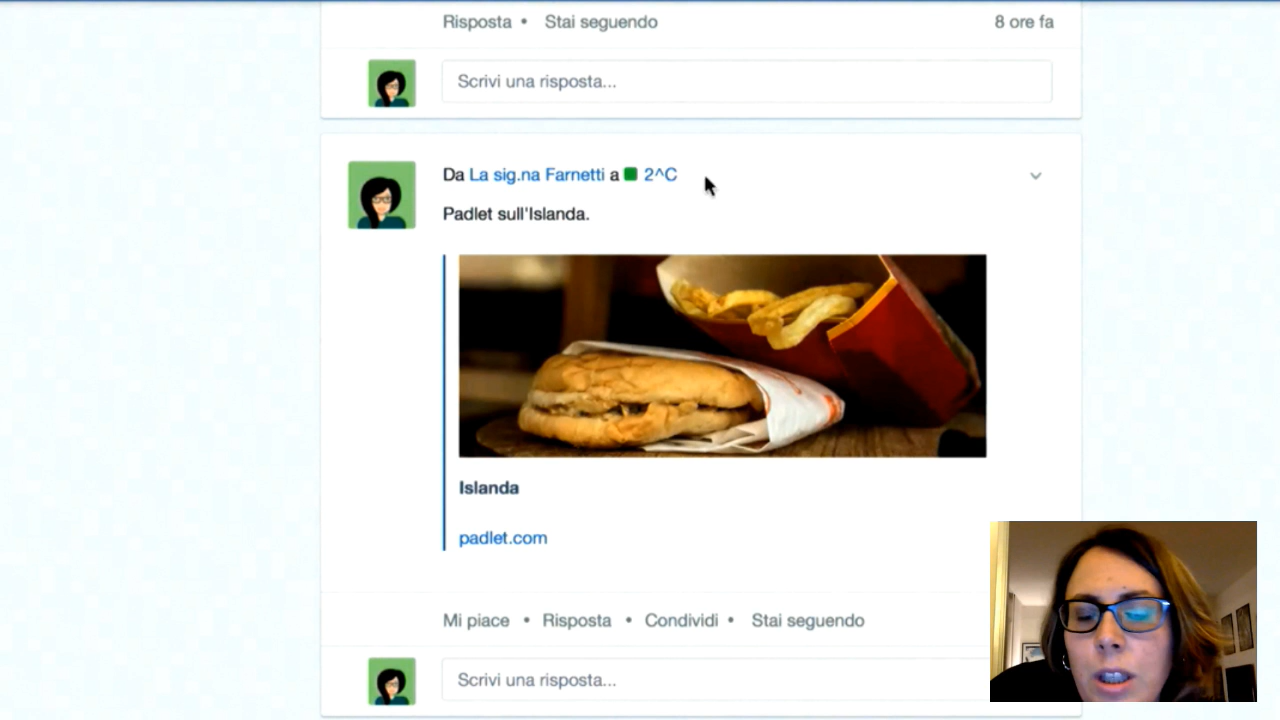 Risposta • Stai seguendo 8 ore fa
Scrivi una risposta...
Da La sig.na Farnetti a 2^C
Padlet sull'Islanda.
Islanda
padlet.com
Mi piace • Risposta • Condividi • Stai seguendo
Scrivi una risposta...